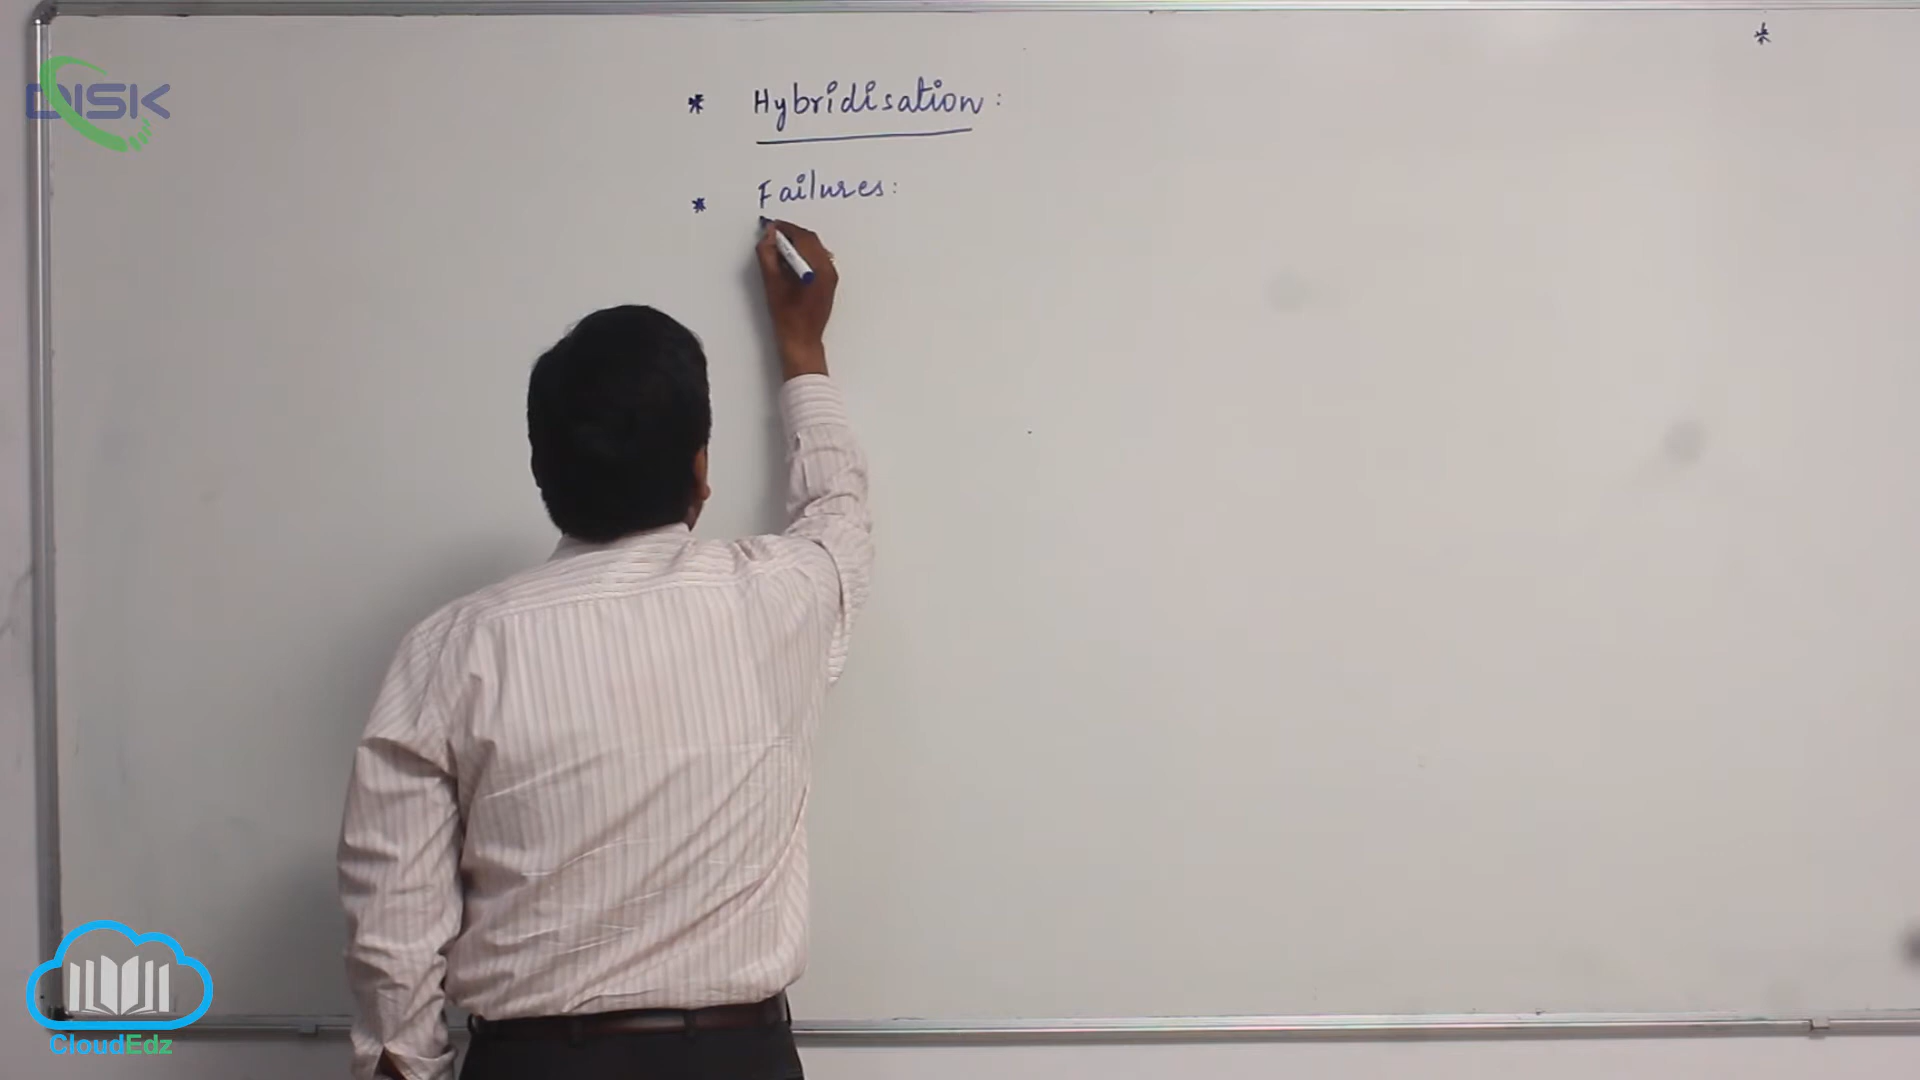 *
DISK
* Hybridisation :
* Failures :
CloudEdz